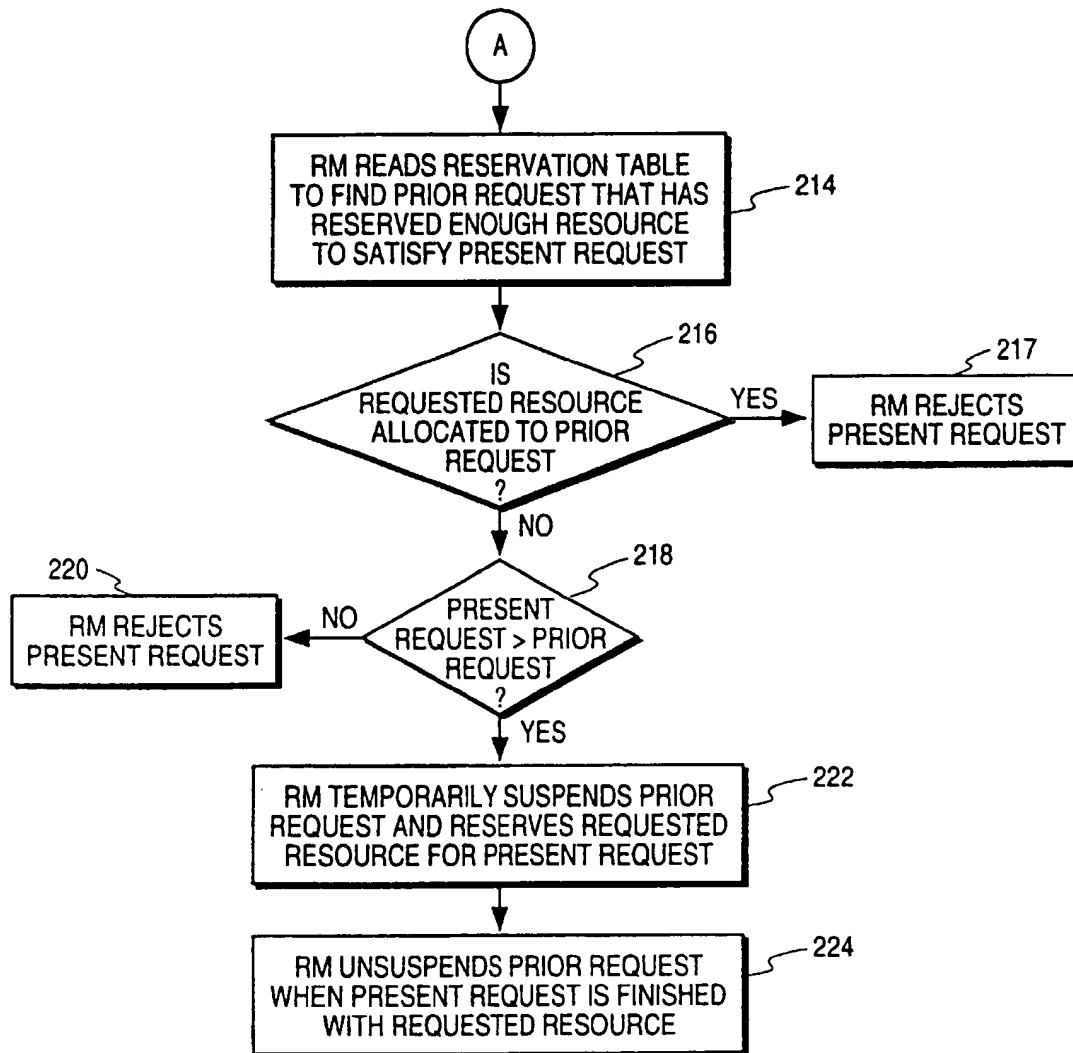 A
RM READS RESERVATION TABLE
TO FIND PRIOR REQUEST THAT HAS
RESERVED ENOUGH RESOURCE
TO SATISFY PRESENT REQUEST
214
216
IS
REQUESTED RESOURCE
ALLOCATED TO PRIOR
REQUEST
?
YES
217
RM REJECTS
PRESENT REQUEST
NO
218
PRESENT
REQUEST > PRIOR
REQUEST
?
NO
220
RM REJECTS
PRESENT REQUEST
YES
222
RM TEMPORARILY SUSPENDS PRIOR
REQUEST AND RESERVES REQUESTED
RESOURCE FOR PRESENT REQUEST
224
RM UNSUSPENDS PRIOR REQUEST
WHEN PRESENT REQUEST IS FINISHED
WITH REQUESTED RESOURCE